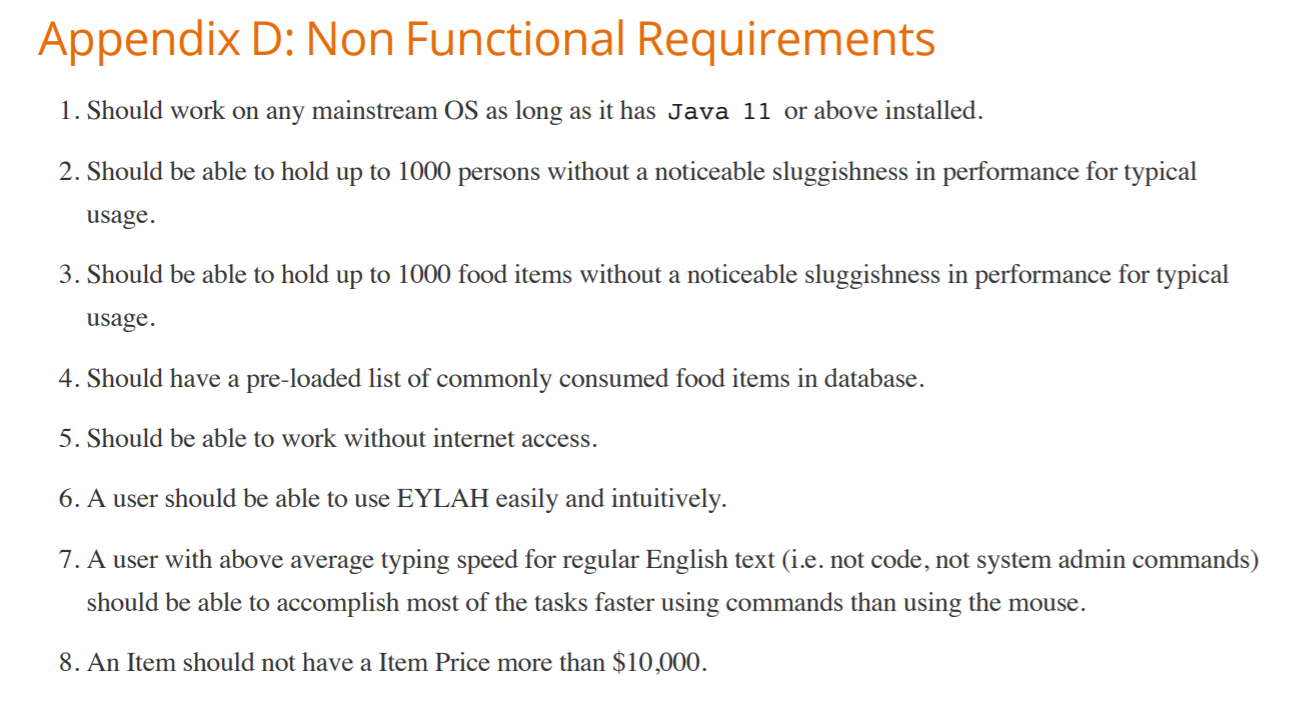 Appendix D: Non Functional Requirements
1. Should work on any mainstream OS as long as it has Java 11 or above installed.
2. Should be able to hold up to 1000 persons without a noticeable sluggishness in performance for typical
usage.
3. Should be able to hold up to 1000 food items without a noticeable sluggishness in performance for typical
usage.
4. Should have a pre-loaded list of commonly consumed food items in database.
5. Should be able to work without internet access.
6. A user should be able to use EYLAH easily and intuitively.
7. A user with above average typing speed for regular English text (i.e. not code, not system admin commands)
should be able to accomplish most of the tasks faster using commands than using the mouse.
8. An Item should not have a Item Price more than $10,000.